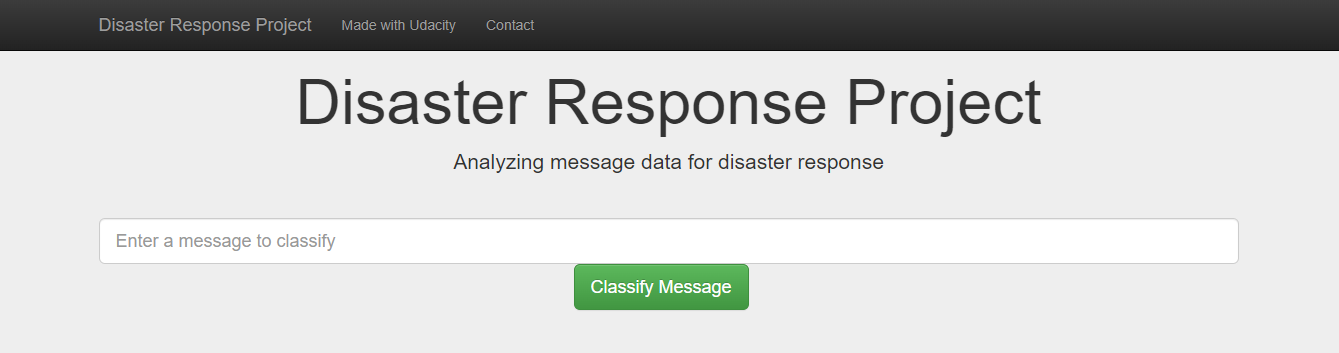 Disaster Response Project Made with Udacity Contact
Disaster Response Project
Analyzing message data for disaster response
Enter a message to classify
Classify Message